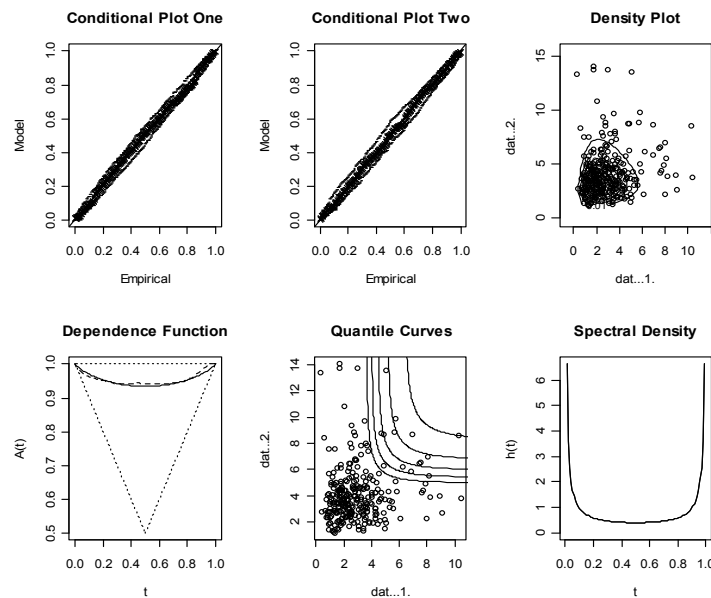 Conditional Plot One
Model
0.0 0.2 0.4 0.6 0.8 1.0
0.0 0.2 0.4 0.6 0.8 1.0
Empirical
Conditional Plot Two
Model
0.0 0.2 0.4 0.6 0.8 1.0
0.0 0.2 0.4 0.6 0.8 1.0
Empirical
Density Plot
dat...2.
0 5 10 15
0 2 4 6 8 10
dat...1.
Dependence Function
A(t)
0.5 0.6 0.7 0.8 0.9 1.0
0.0 0.2 0.4 0.6 0.8 1.0
t
Quantile Curves
dat...2.
2 4 6 8 10 12 14
0 2 4 6 8 10
dat...1.
Spectral Density
h(t)
0 1 2 3 4 5 6
0.0 0.2 0.4 0.6 0.8 1.0
t